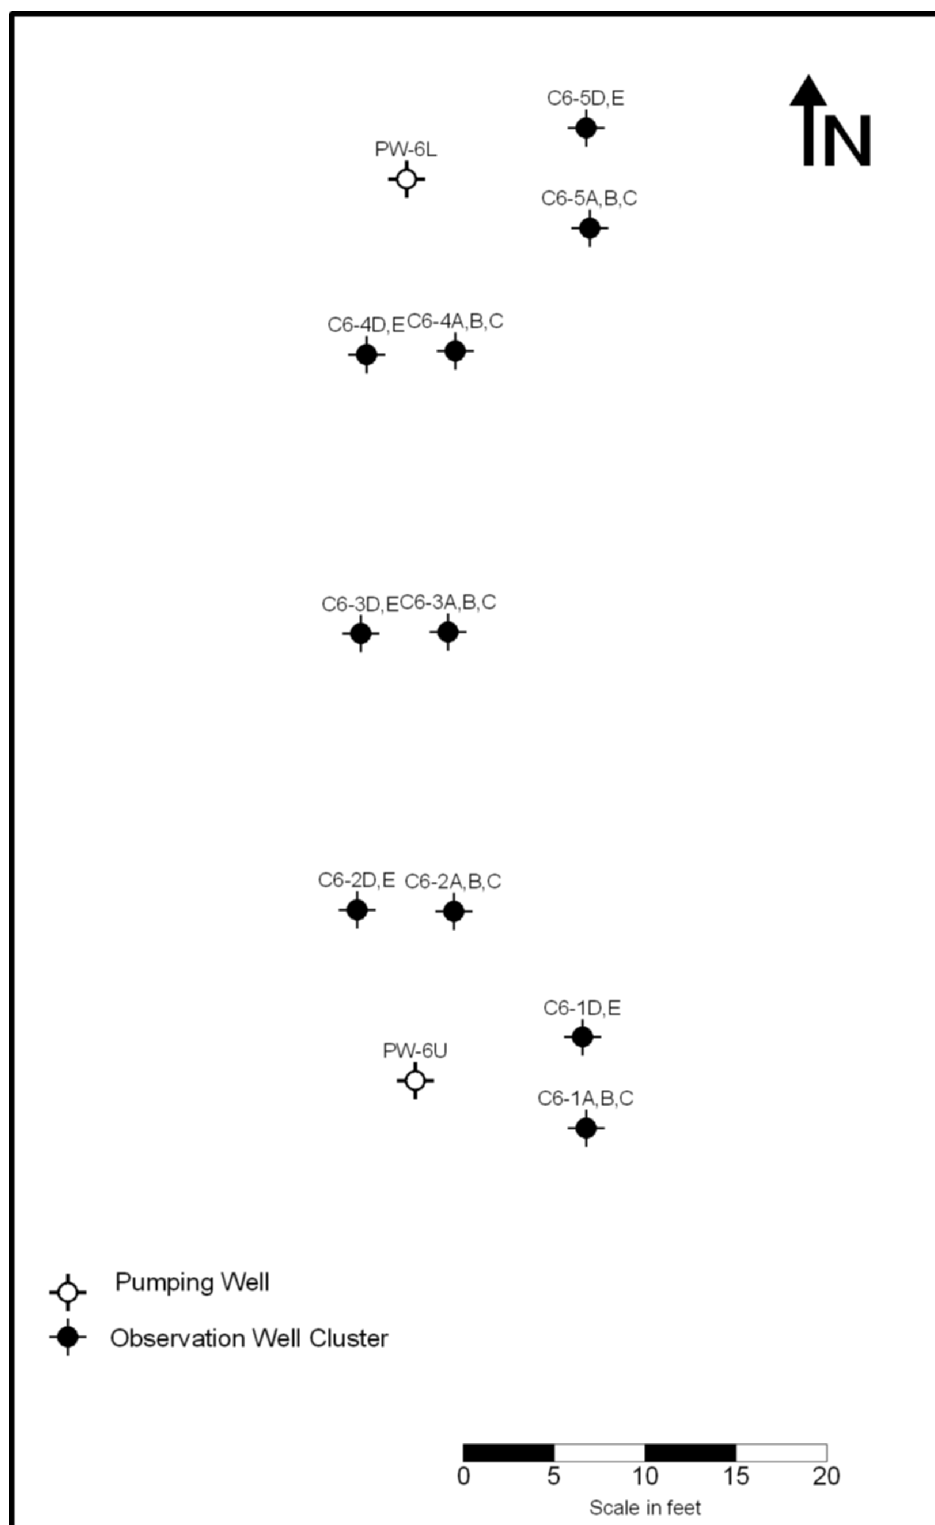 C6-5D,E
N
PW-6L
C6-5A,B,C
C6-4D,E
C6-4A,B,C
C6-3D,E
C6-3A,B,C
C6-2D,E
C6-2A,B,C
C6-1D,E
PW-6U
C6-1A,B,C
Pumping Well
Observation Well Cluster
0 5 10 15 20
Scale in feet